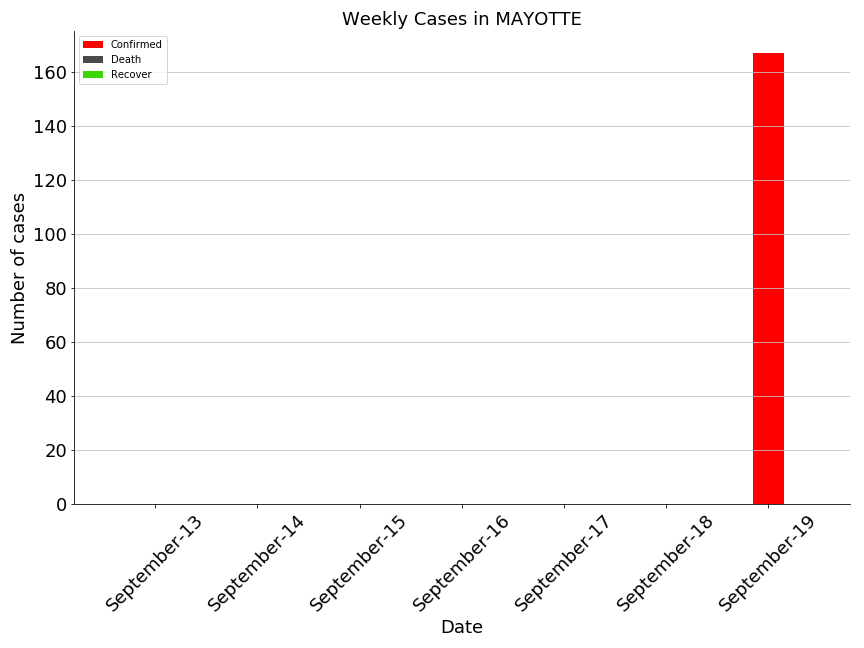 Weekly Cases in MAYOTTE
Confirmed
Death
Recover
Number of cases
160
140
120
100
80
60
40
20
0
September-13
September-14
September-15
September-16
September-17
September-18
September-19
Date